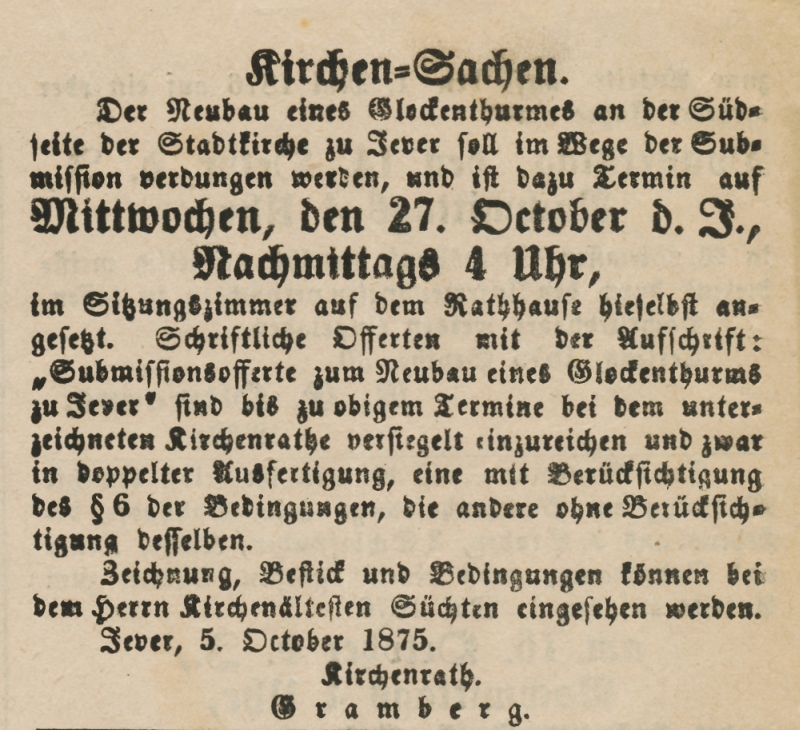 Kirchen=Sachen.
Der Neubau eines Glockenthurmes an der Süd=
seite der Stadtkirche zu Jever soll im Wege der Sub=
mission verdungen werden, und ist dazu Termin auf
Mittwochen, den 27. October d. J.,
Nachmittags 4 Uhr,
im Sitzungszimmer auf dem Rathhause hieselbst an=
gesetzt. Schriftliche Offerten mit der Aufschrift:
„Submissionsofferte zum Neubau eines Glockenthurms
zu Jever“ sind bis zu obigem Termine bei dem unter=
zeichneten Kirchenrathe versiegelt einzureichen und zwar
in doppelter Ausfertigung, eine mit Berücksichtigung
des § 6 der Bedingungen, die andere ohne Berücksich=
tigung desselben.
Zeichnung, Bestick und Bedingungen können bei
dem Herrn Kirchenältesten Süchten eingesehen werden.
Jever, 5. October 1875.
Kirchenrath.
Gramberg.